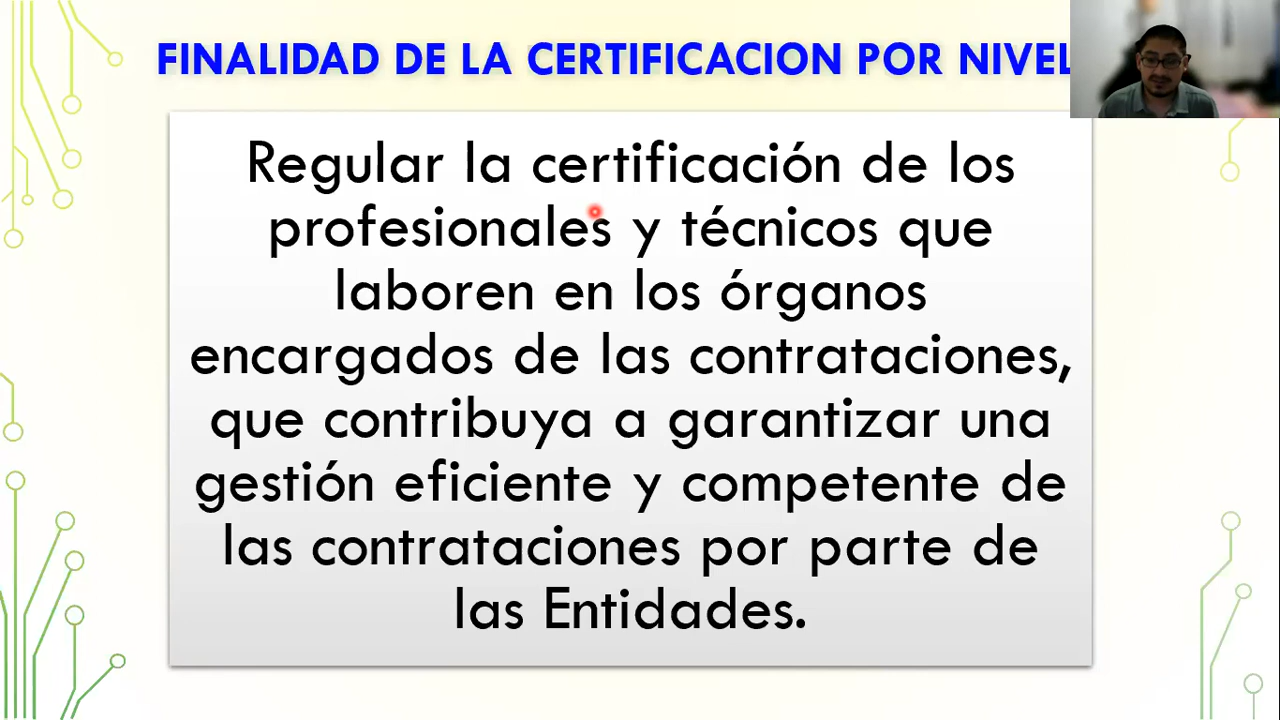 FINALIDAD DE LA CERTIFICACION POR NIVEL
Regular la certificación de los
profesionales y técnicos que
laboren en los órganos
encargados de las contrataciones,
que contribuya a garantizar una
gestión eficiente y competente de
las contrataciones por parte de
las Entidades.